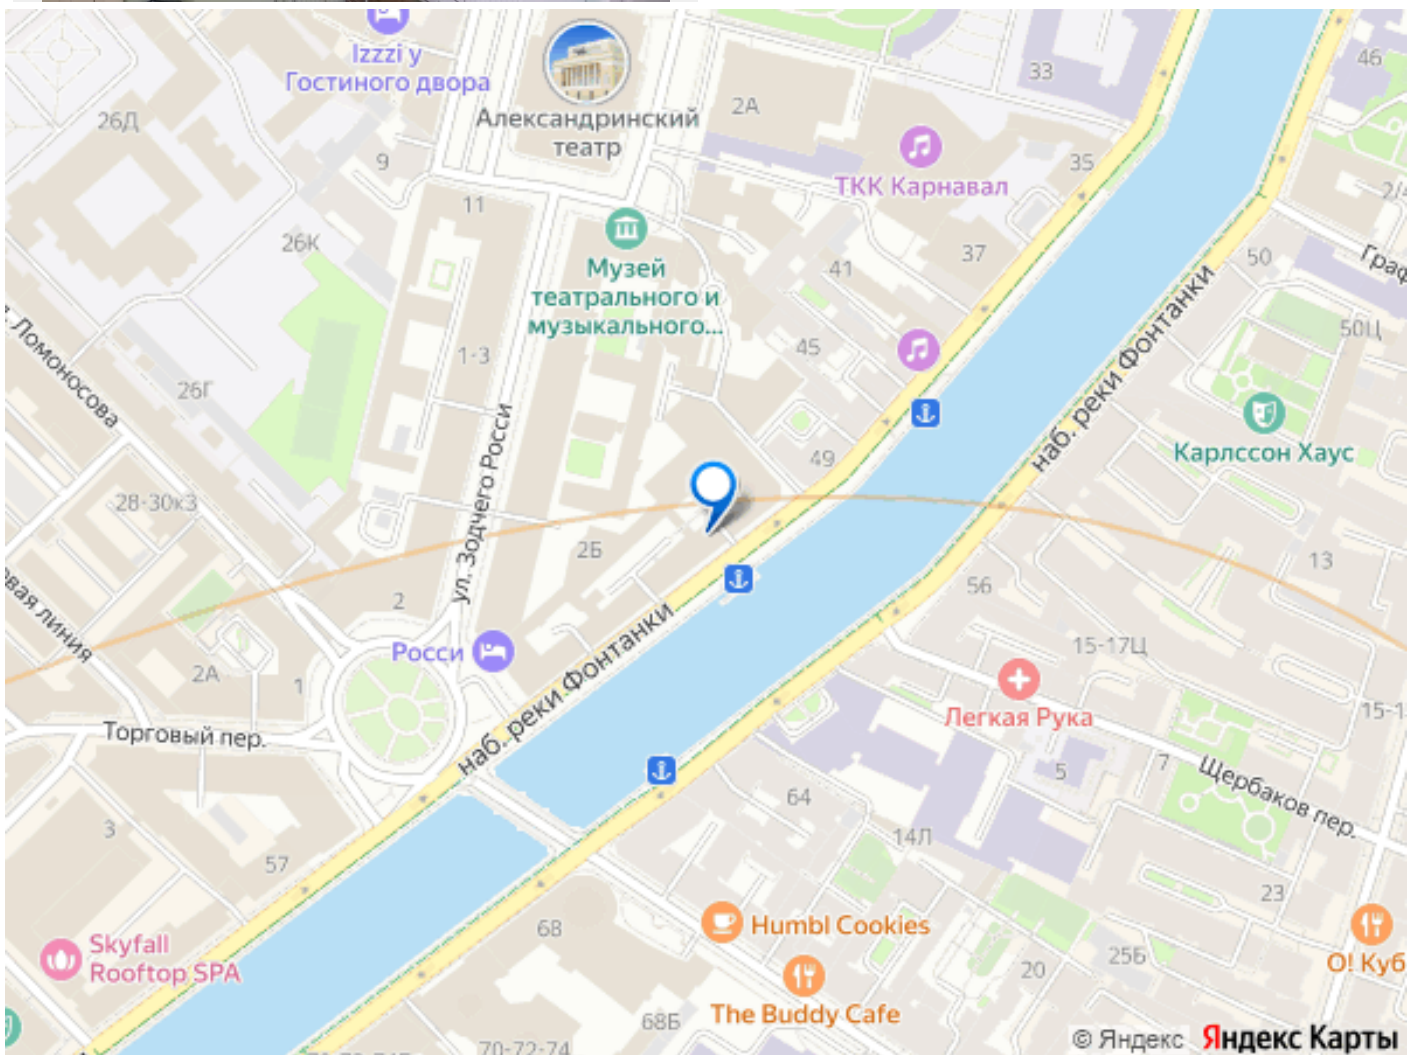 Izzzi у
Гостиного двора
Александринский
театр
2А
33
46
26Д
9
ТКК Карнавал
35
2/4
11
26К
Музей
театрального и
музыкального...
41
37
50
Граф
наб. реки Фонтанки
50Ц
. Ломоносова
1-3
45
26Г
ул. Зодчего Росси
Карлссон Хаус
49
28-30к3
2Б
13
вая линия
2
56
Росси
наб. реки Фонтанки
15-17Ц
2А
1
Легкая Рука
15-1
Торговый пер.
5
7
Щербаков пер.
64
3
14Л
57
23
68
Humbl Cookies
Skyfall
Rooftop SPA
25Б
О! Куб
20
The Buddy Cafe
68Б
70-72-74
© Яндекс Яндекс Карты